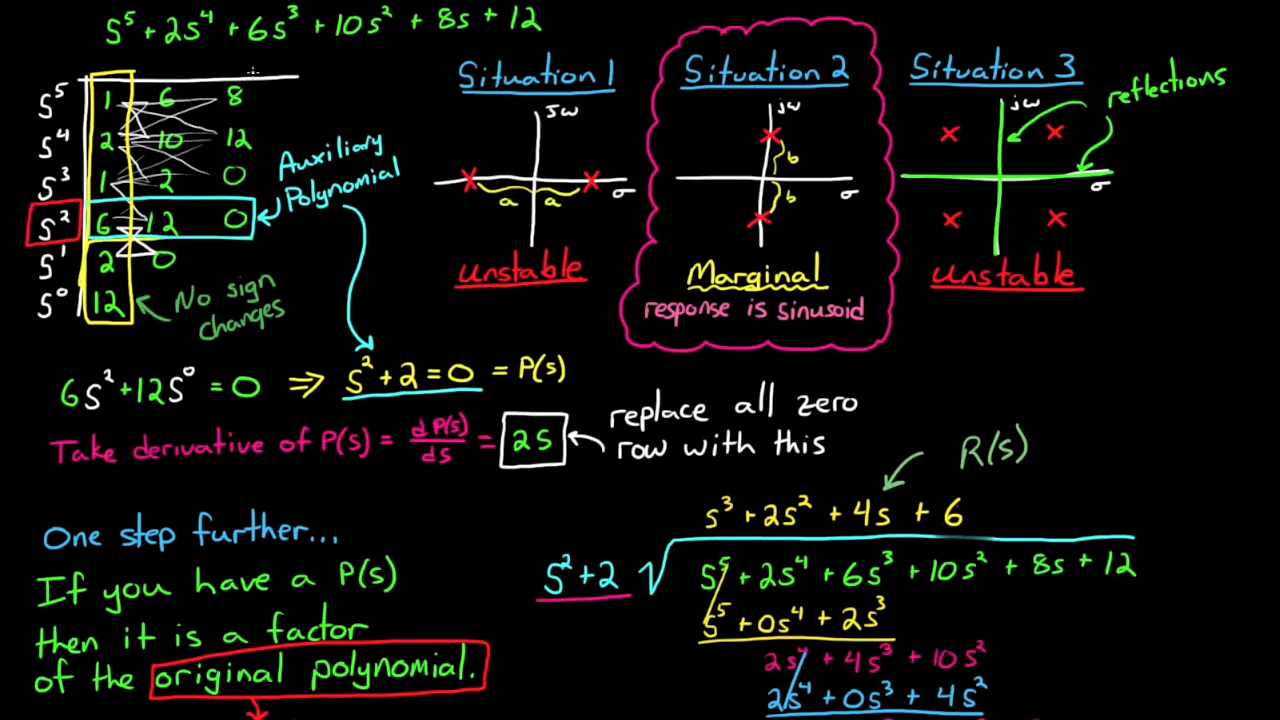 S⁵ + 2s⁴ + 6s³ + 10s² + 8s + 12
S⁵ 1 6 8
S⁴ 2 10 12
S³ 1 2 0
S² 6 12 0
S¹ 2 0
S⁰ 12
Auxiliary
Polynomial
No sign
changes
Situation 1
jω
σ
a a
Unstable
Situation 2
jω
b
σ
b
Marginal
response is sinusoid
Situation 3
jω
σ
reflections
Unstable
6S² + 12S⁰ = 0 ⇒ S² + 2 = 0 = P(s)
Take derivative of P(s) = dP(s)/ds = 2S
replace all zero
row with this
One step further...
If you have a P(s)
then it is a factor
of the original polynomial.
R(s)
s³ + 2s² + 4s + 6
S² + 2 √ S⁵ + 2s⁴ + 6s³ + 10s² + 8s + 12
S⁵ + 0s⁴ + 2s³
2s⁴ + 4s³ + 10s²
2s⁴ + 0s³ + 4s²